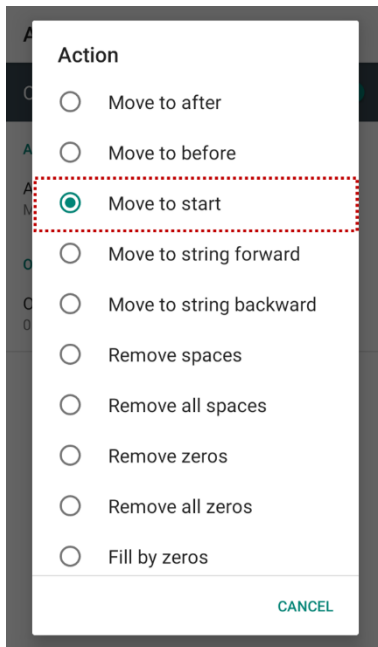 Action
Move to after
Move to before
Move to start
Move to string forward
Move to string backward
Remove spaces
Remove all spaces
Remove zeros
Remove all zeros
Fill by zeros
CANCEL